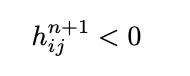 $h_{ij}^{n+1} < 0$